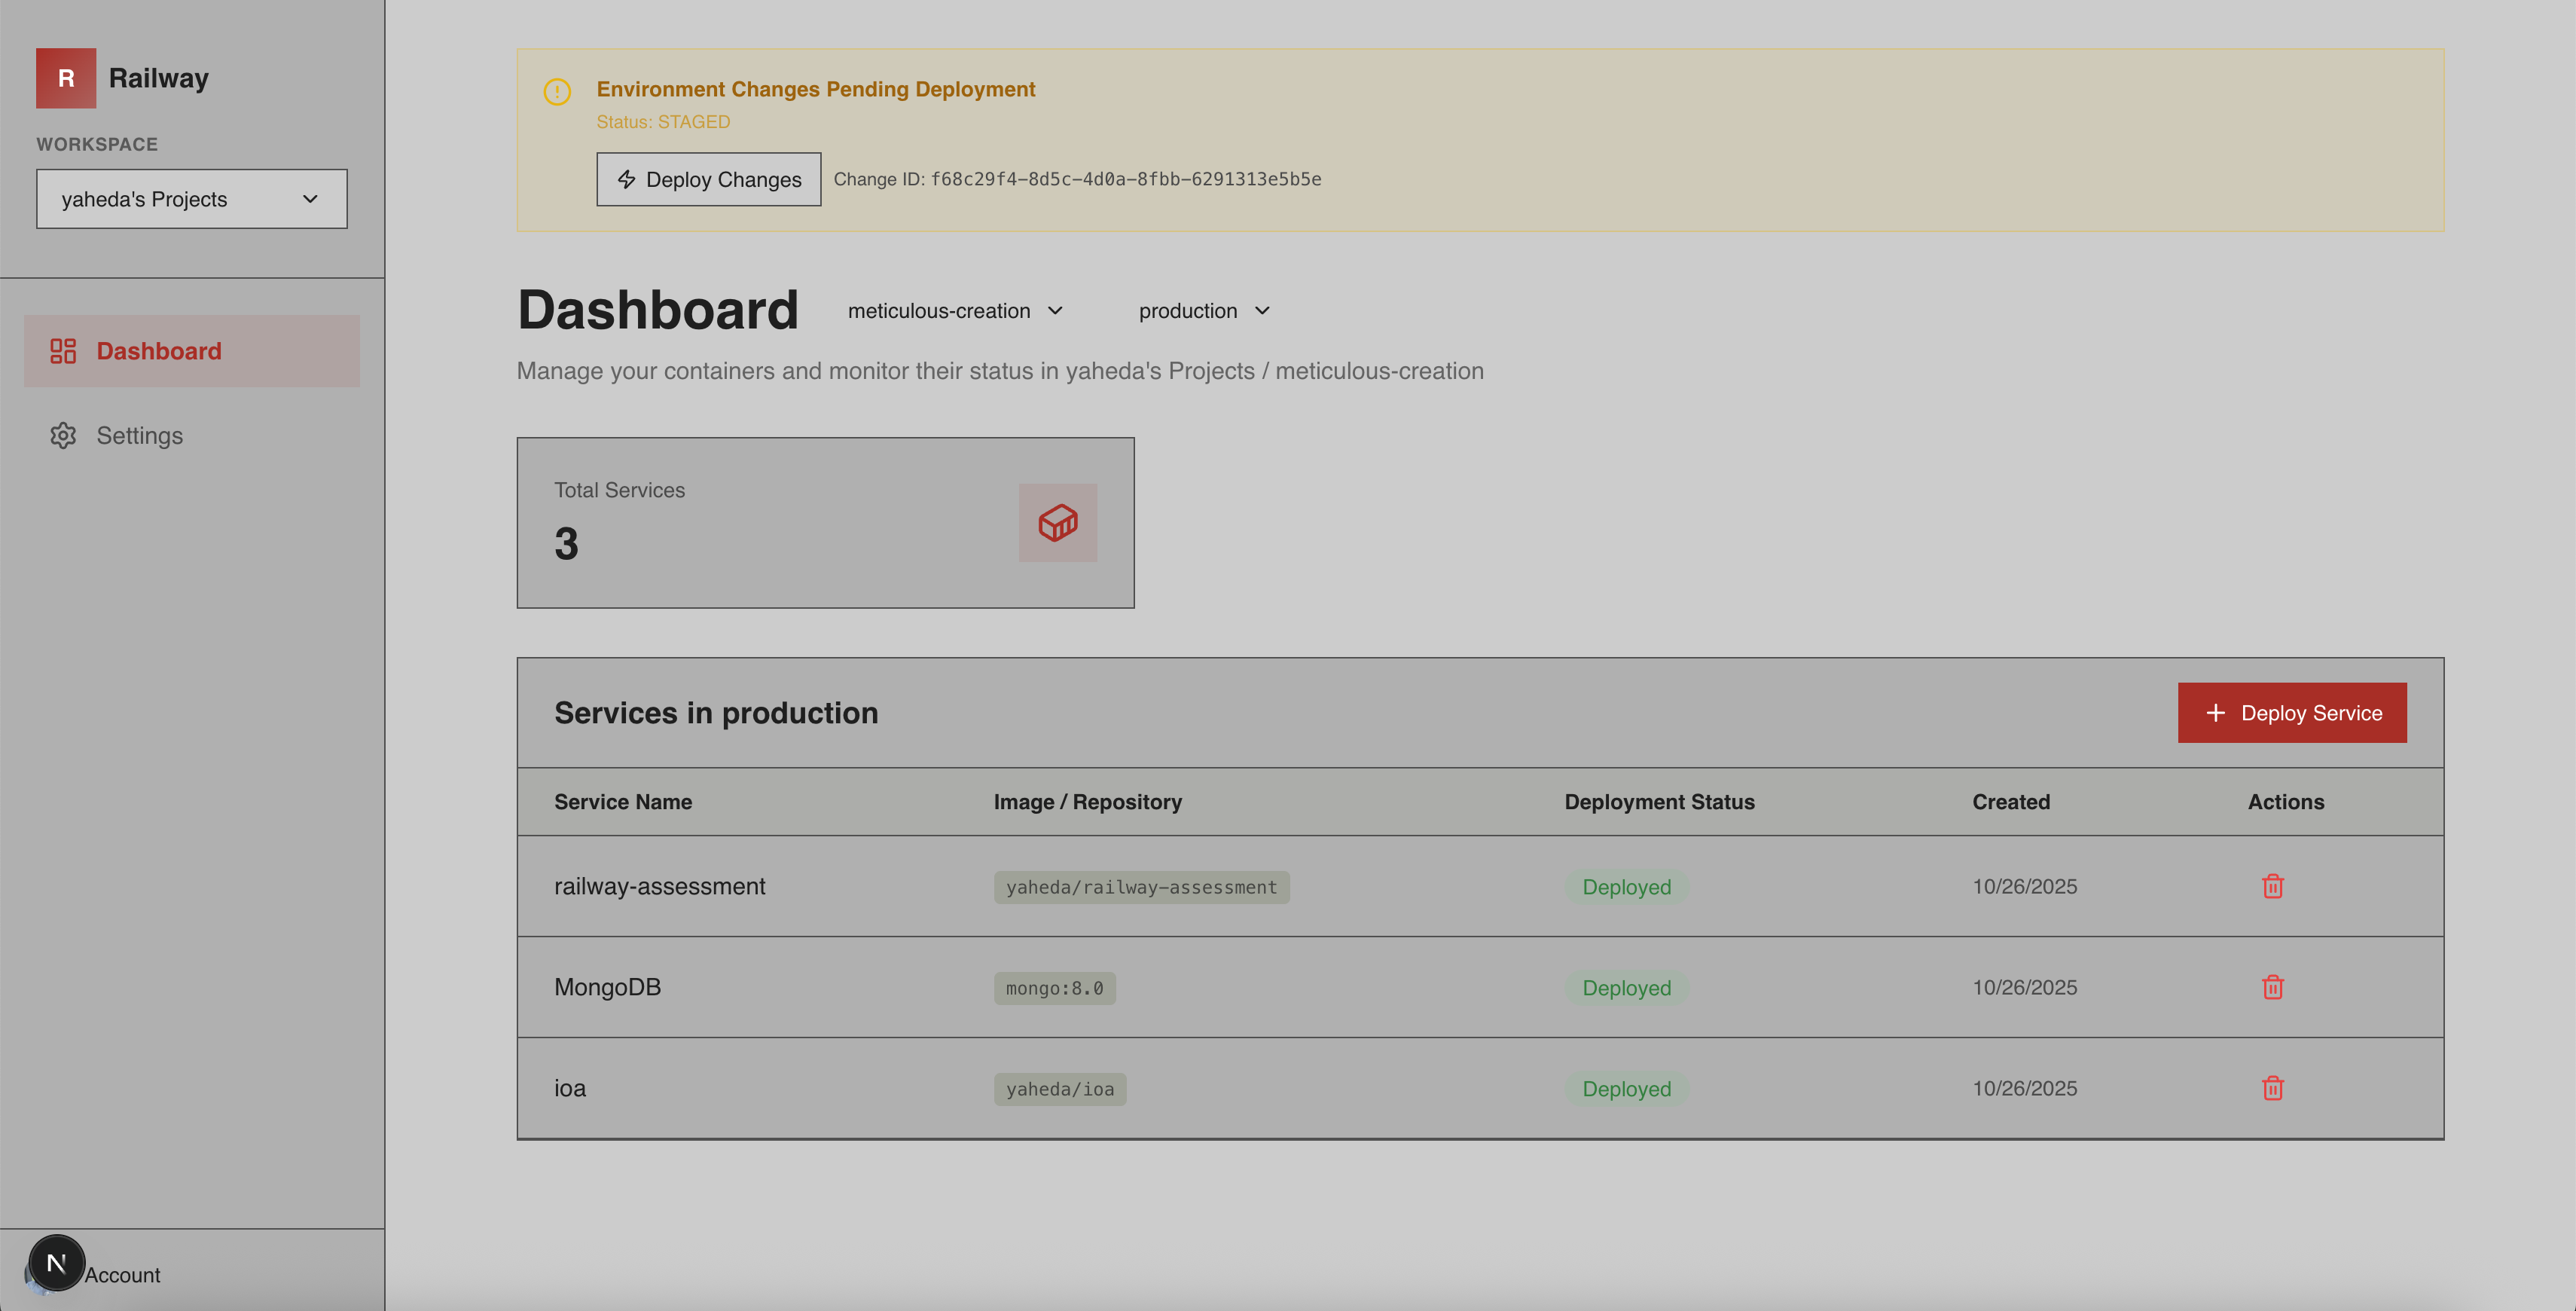 R Railway
WORKSPACE
yaheda's Projects
Dashboard
Settings
N Account
Environment Changes Pending Deployment
Status: STAGED
Deploy Changes Change ID: f68c29f4-8d5c-4d0a-8fbb-6291313e5b5e
Dashboard meticulous-creation production
Manage your containers and monitor their status in yaheda's Projects / meticulous-creation
Total Services
3
Services in production + Deploy Service
Service Name Image / Repository Deployment Status Created Actions
railway-assessment yaheda/railway-assessment Deployed 10/26/2025
MongoDB mongo:8.0 Deployed 10/26/2025
ioa yaheda/ioa Deployed 10/26/2025